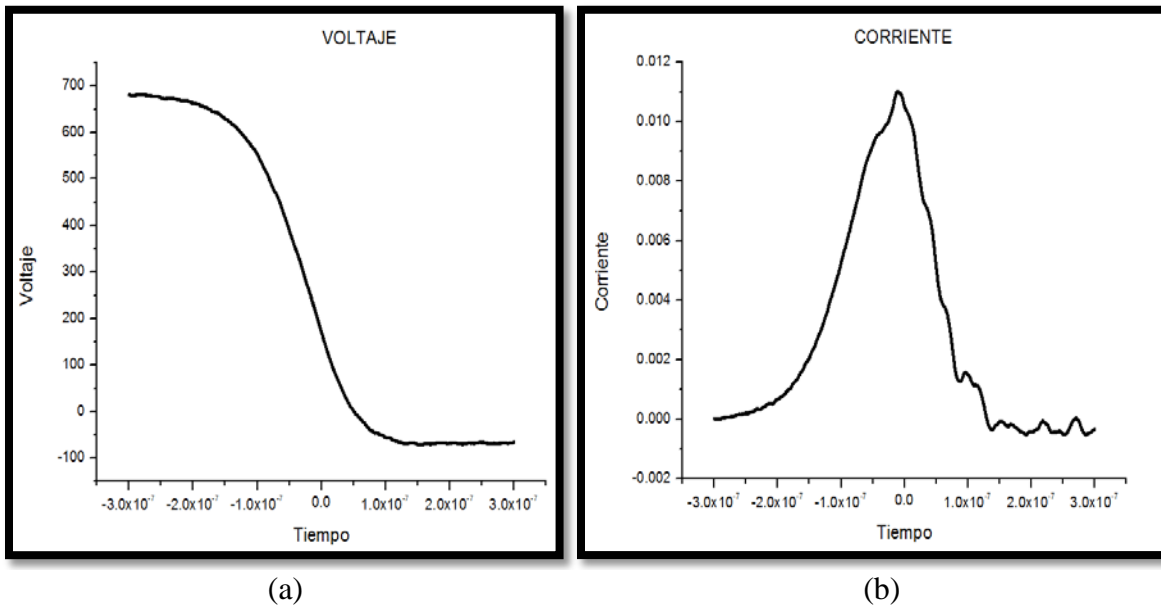 VOLTAJE
700
600
500
400
300
200
100
0
-100
Voltaje
-3.0x10⁻⁷ -2.0x10⁻⁷ -1.0x10⁻⁷ 0.0 1.0x10⁻⁷ 2.0x10⁻⁷ 3.0x10⁻⁷
Tiempo
(a)
CORRIENTE
0.012
0.010
0.008
0.006
0.004
0.002
0.000
-0.002
Corriente
-3.0x10⁻⁷ -2.0x10⁻⁷ -1.0x10⁻⁷ 0.0 1.0x10⁻⁷ 2.0x10⁻⁷ 3.0x10⁻⁷
Tiempo
(b)